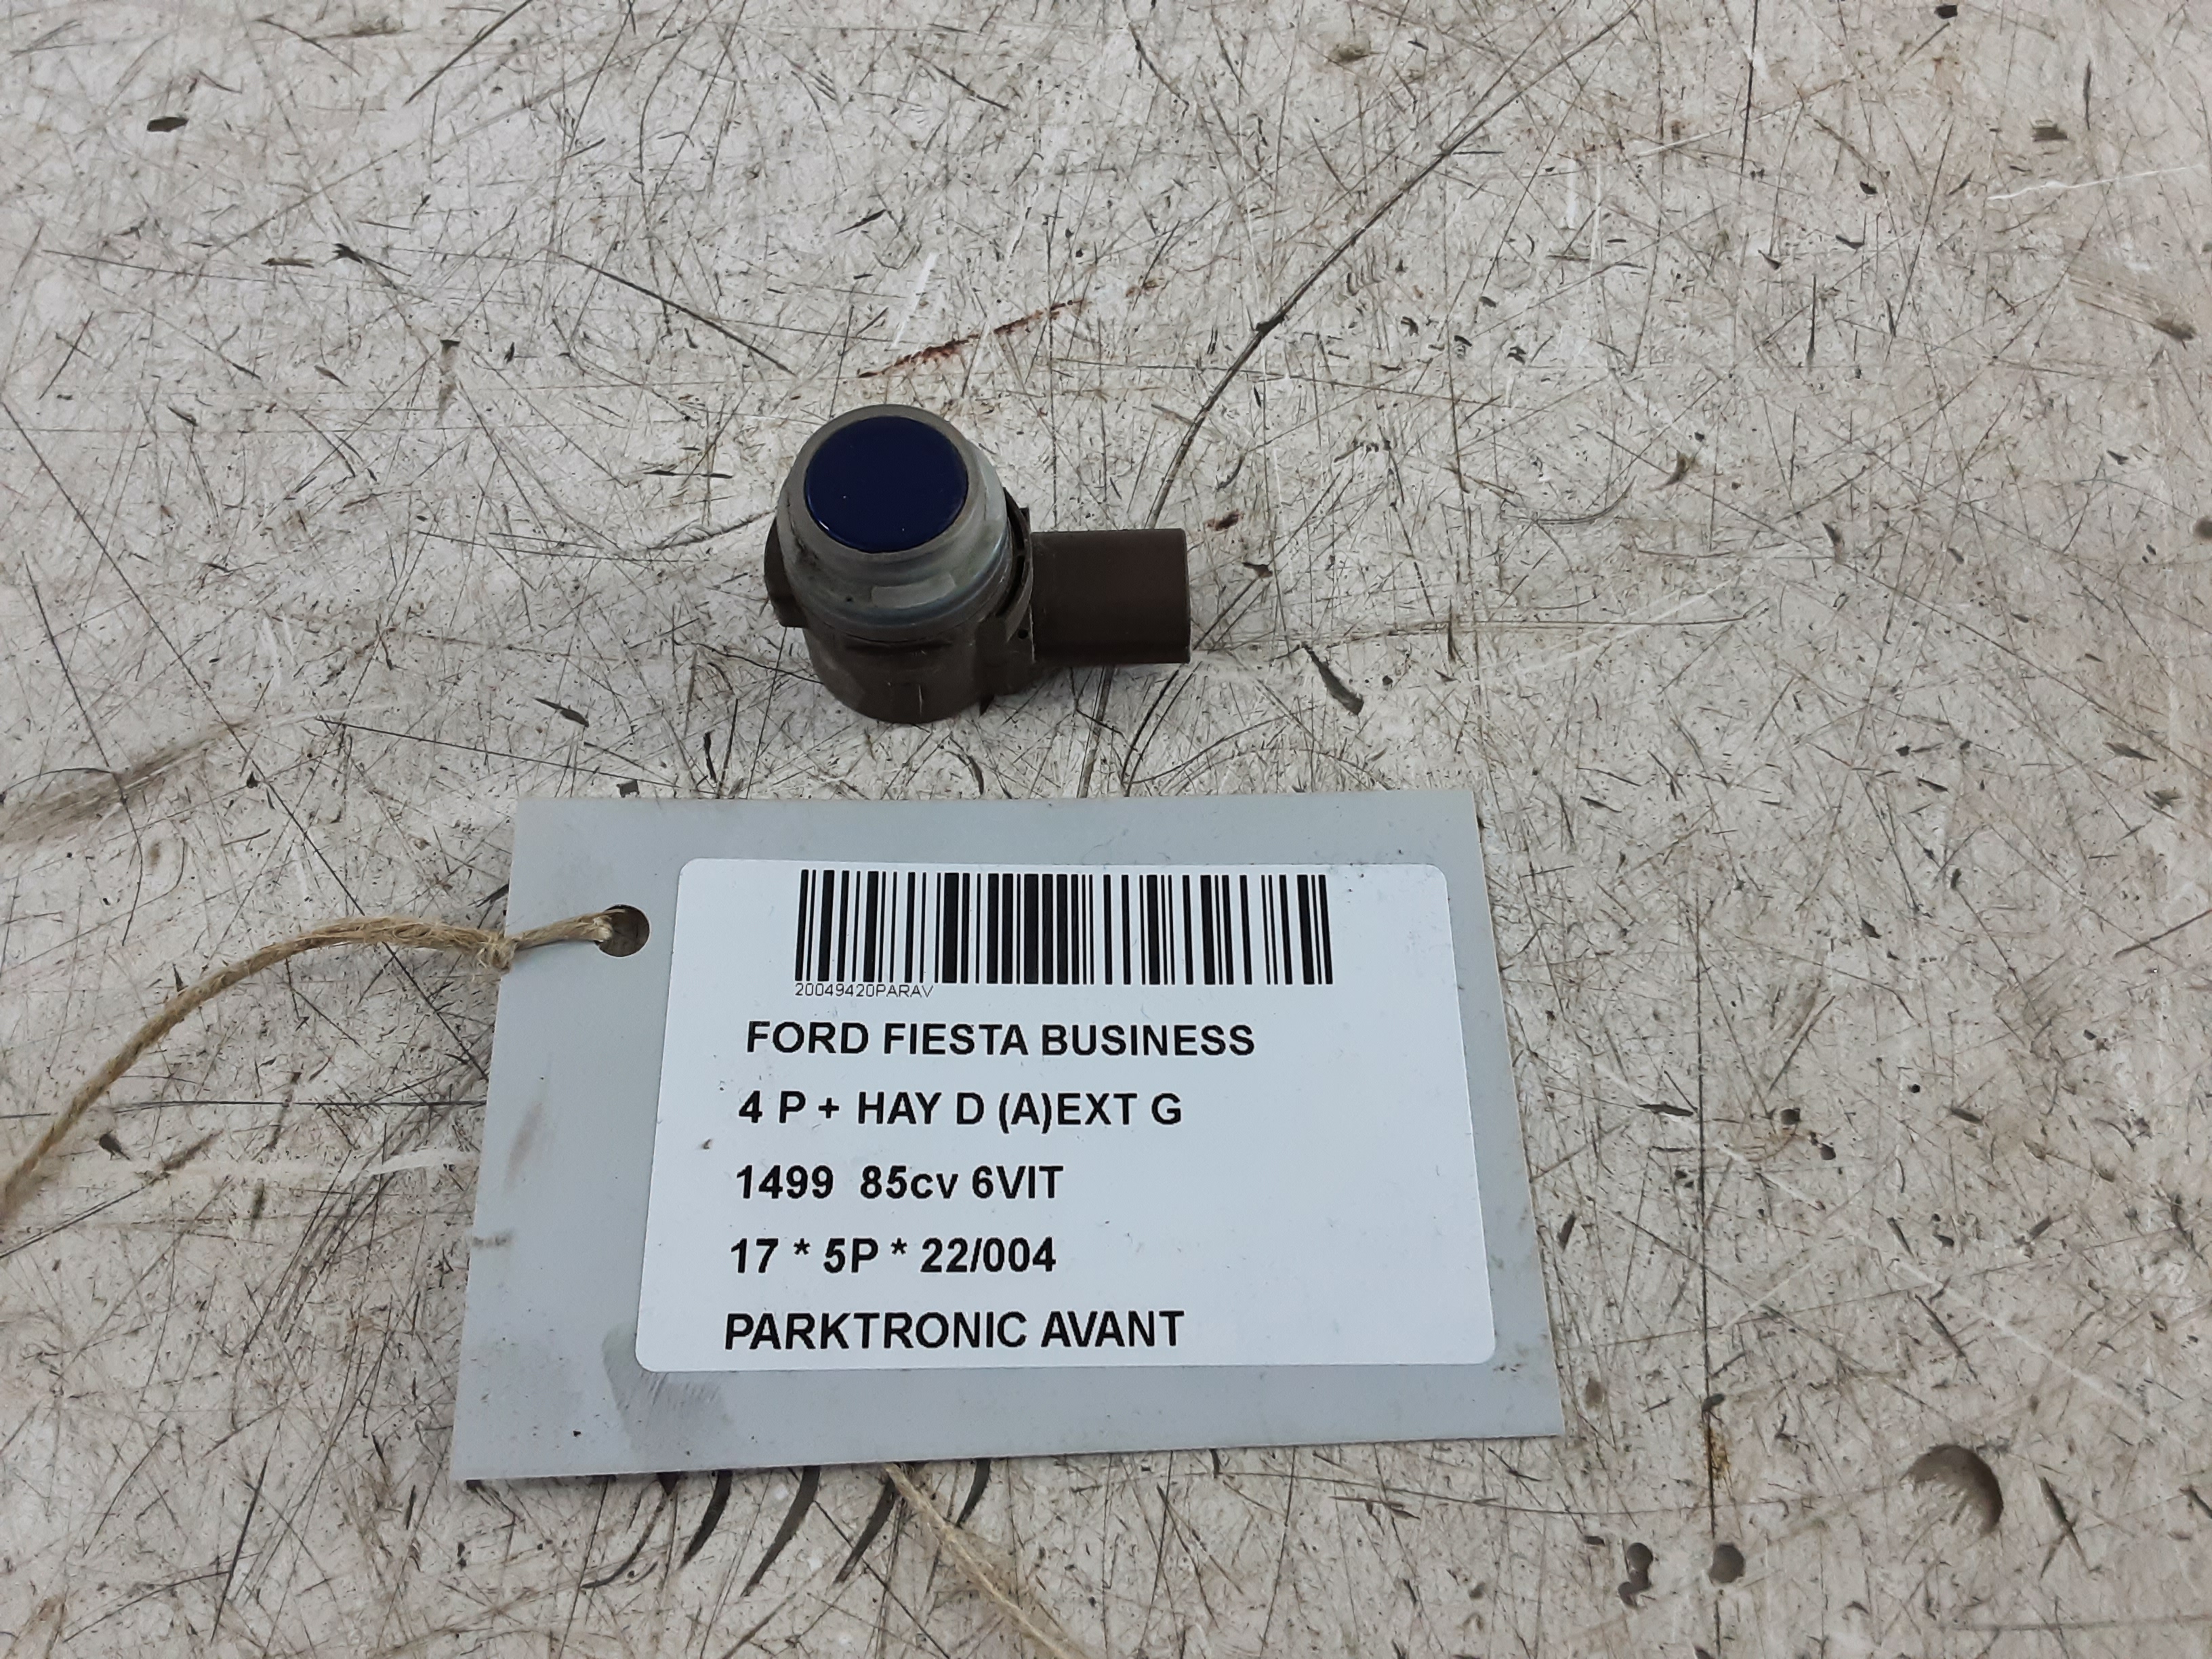 20049420PARAV
FORD FIESTA BUSINESS
4 P + HAY D (A)EXT G
1499 85cv 6VIT
17 * 5P * 22/004
PARKTRONIC AVANT